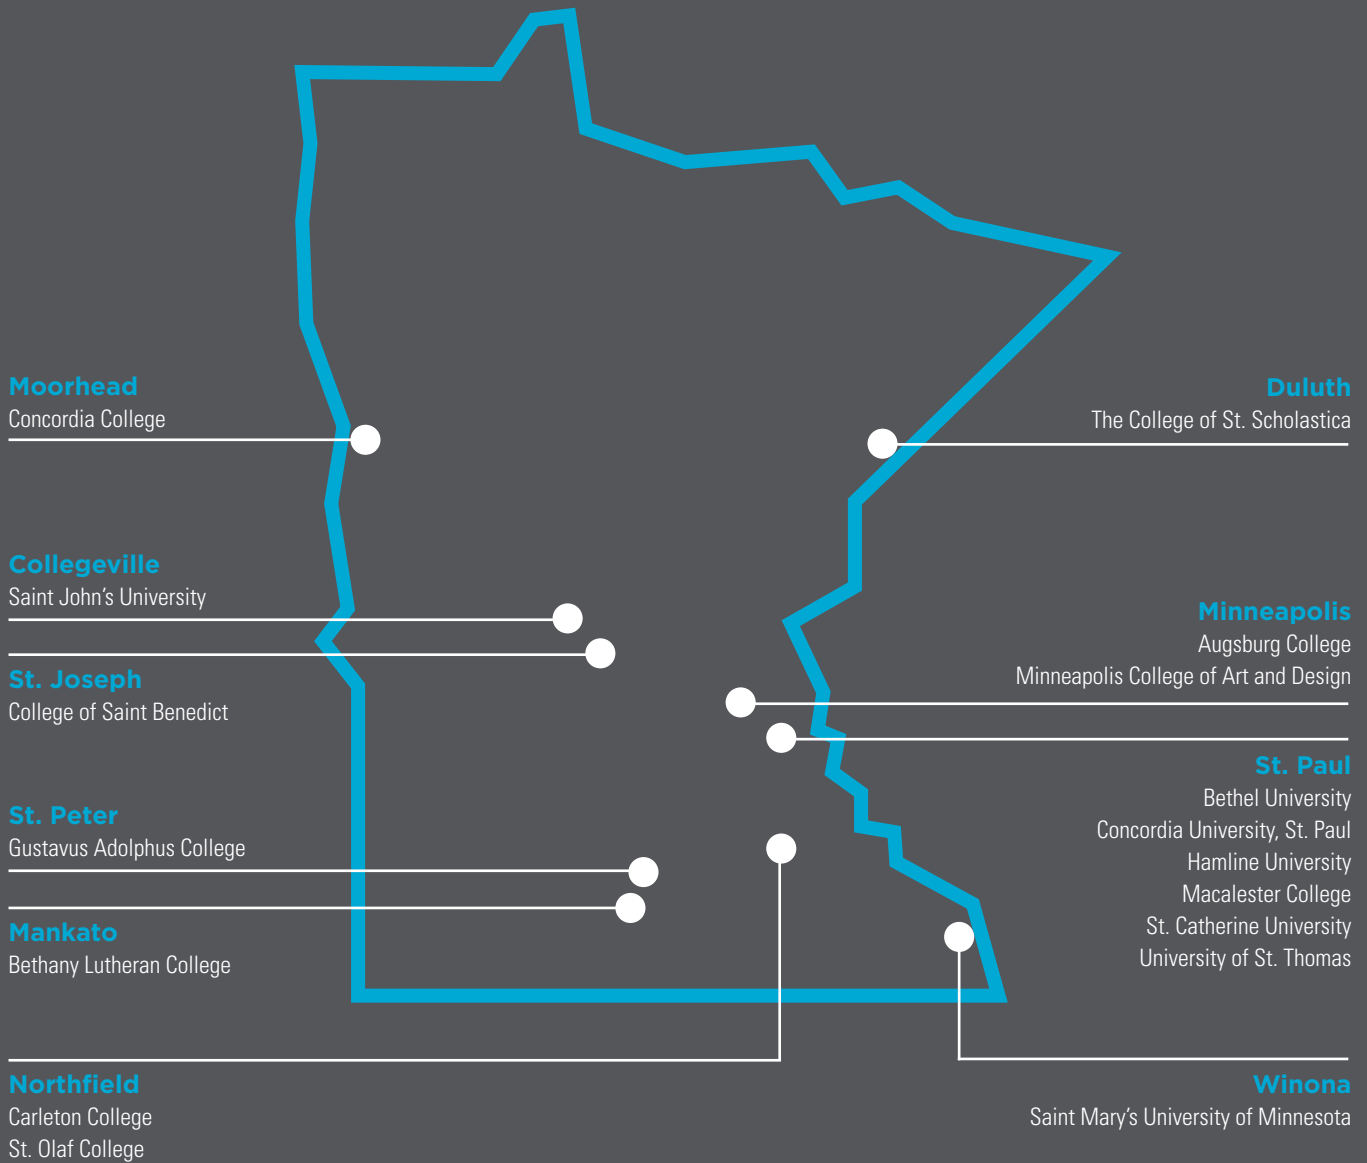 Moorhead
Concordia College
Collegeville
Saint John's University
St. Joseph
College of Saint Benedict
St. Peter
Gustavus Adolphus College
Mankato
Bethany Lutheran College
Northfield
Carleton College
St. Olaf College
Duluth
The College of St. Scholastica
Minneapolis
Augsburg College
Minneapolis College of Art and Design
St. Paul
Bethel University
Concordia University, St. Paul
Hamline University
Macalester College
St. Catherine University
University of St. Thomas
Winona
Saint Mary's University of Minnesota